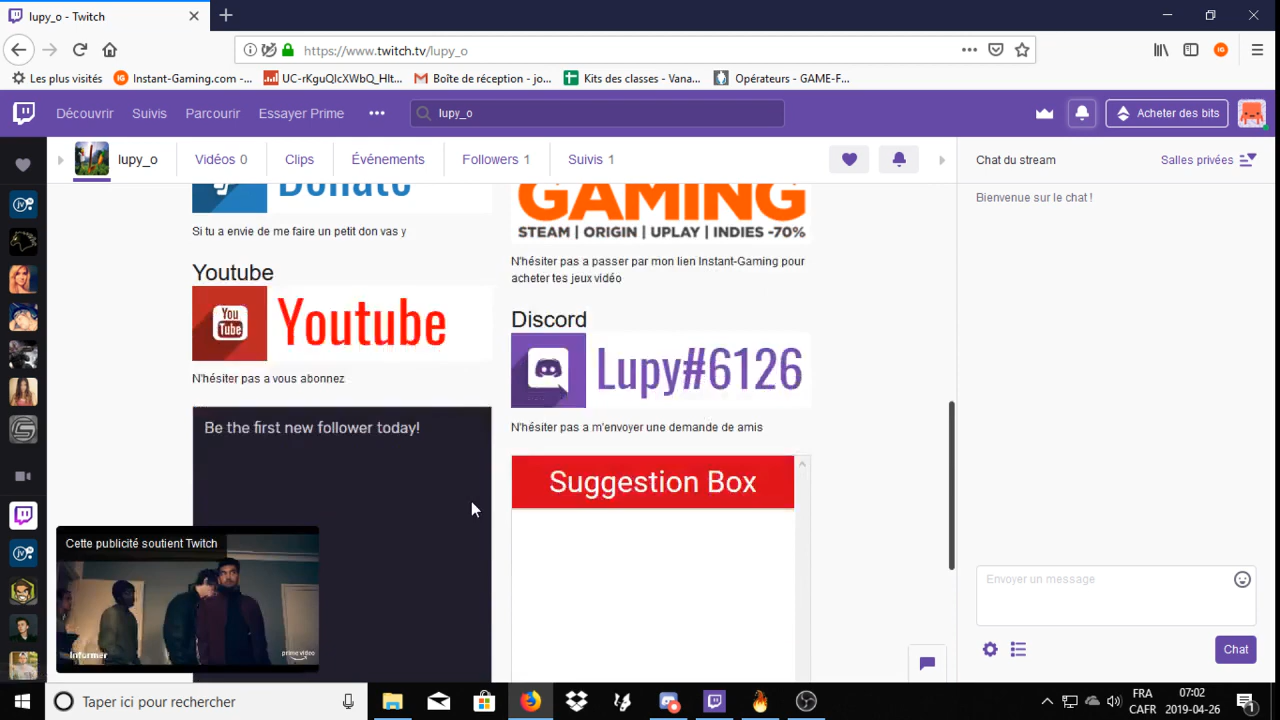 lupy_o - Twitch
https://www.twitch.tv/lupy_o
Les plus visités
Instant-Gaming.com -...
UC-rKguQIcXWbQ_HIt...
Boîte de réception - jo...
Kits des classes - Vana...
Opérateurs - GAME-F...
Découvrir
Suivis
Parcourir
Essayer Prime
lupy_o
Acheter des bits
lupy_o
Vidéos 0
Clips
Événements
Followers 1
Suivis 1
Chat du stream
Salles privées
Bienvenue sur le chat !
Donate
Si tu a envie de me faire un petit don vas y
GAMING
STEAM | ORIGIN | UPLAY | INDIES -70%
N'hésiter pas a passer par mon lien Instant-Gaming pour
acheter tes jeux vidéo
Youtube
You
Tube
Youtube
N'hésiter pas a vous abonnez
Discord
Lupy#6126
N'hésiter pas a m'envoyer une demande de amis
Be the first new follower today!
Suggestion Box
Cette publicité soutient Twitch
Informer
prime video
Envoyer un message
Chat
Taper ici pour rechercher
FRA
CAFR
07:02
2019-04-26
1